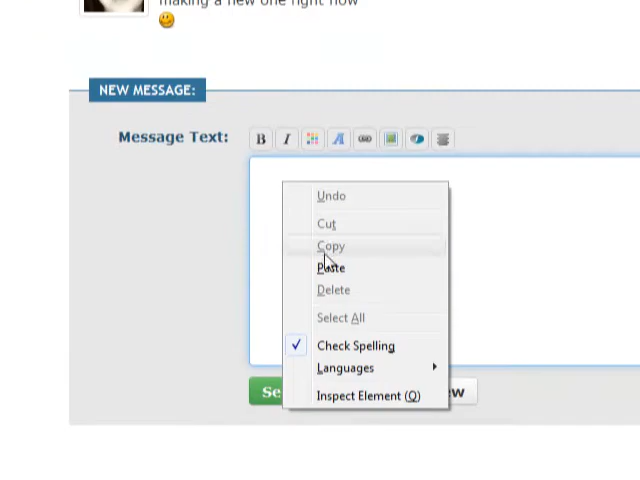 making a new one right now
NEW MESSAGE:
Message Text:
B I A
Undo
Cut
Copy
Paste
Delete
Select All
✓ Check Spelling
Languages
Inspect Element (Q)